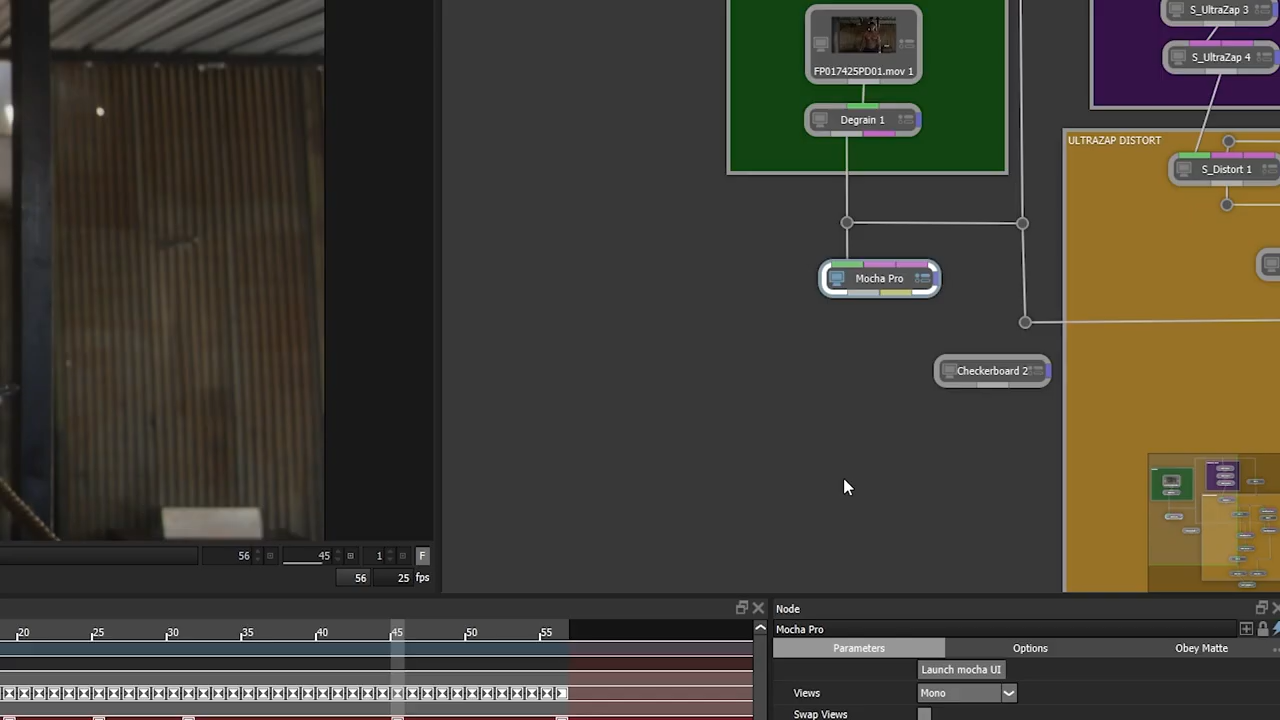 S_UltraZap 3
S_UltraZap 4
FP017425PD01.mov 1
Degrain 1
ULTRAZAP DISTORT
S_Distort 1
Mocha Pro
Checkerboard 2
56 45 1 F
56 25 fps
20 25 30 35 40 45 50 55
Node
Mocha Pro
Parameters Options Obey Matte
Launch mocha UI
Views Mono
Swap Views